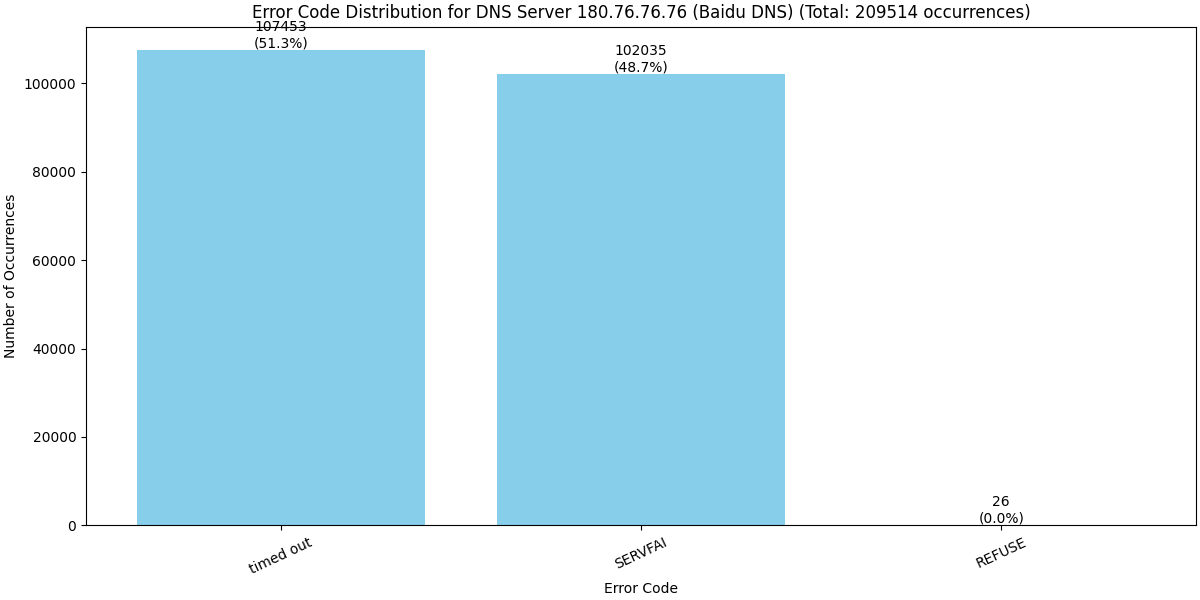 Error Code Distribution for DNS Server 180.76.76.76 (Baidu DNS) (Total: 209514 occurrences)
107453
(51.3%)
102035
(48.7%)
26
(0.0%)
Number of Occurrences
100000
80000
60000
40000
20000
0
timed out
SERVFAI
REFUSE
Error Code